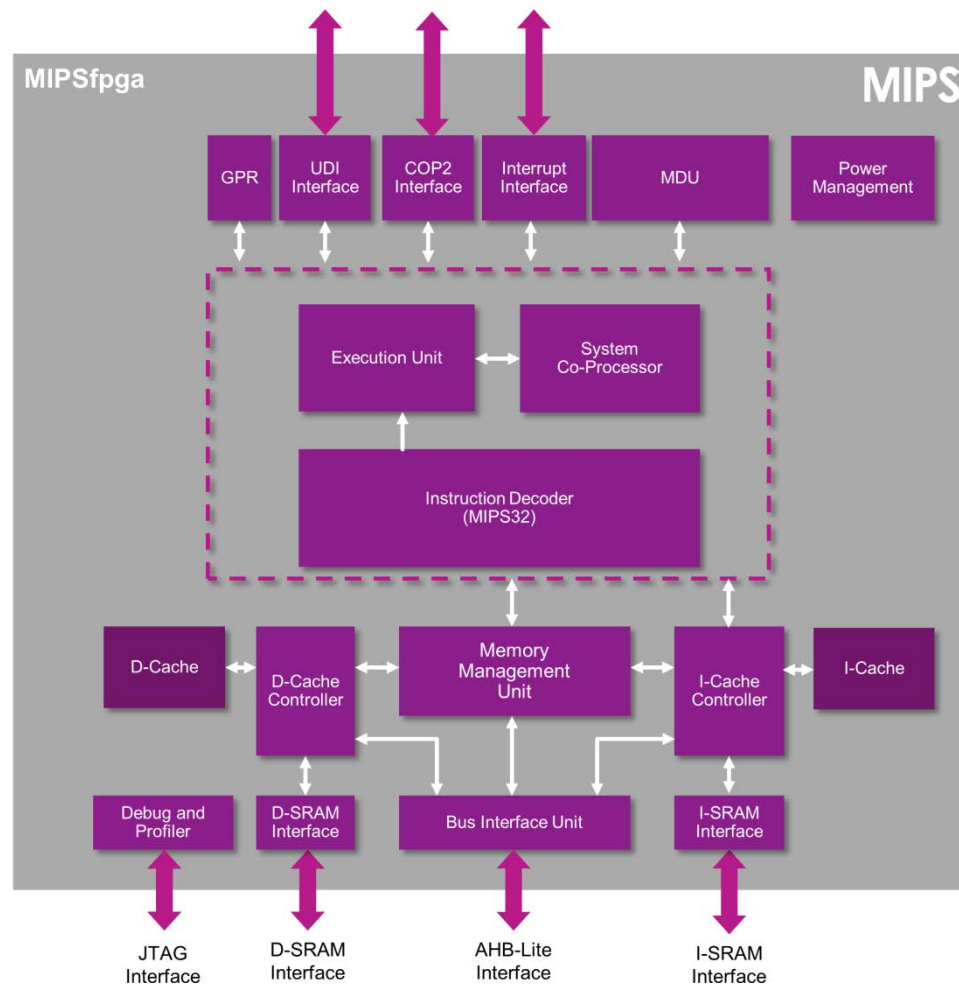 MIPSfpga
MIPS
GPR
UDI
Interface
COP2
Interface
Interrupt
Interface
MDU
Power
Management
Execution Unit
System
Co-Processor
Instruction Decoder
(MIPS32)
D-Cache
D-Cache
Controller
Memory
Management
Unit
I-Cache
Controller
I-Cache
Debug and
Profiler
D-SRAM
Interface
Bus Interface Unit
I-SRAM
Interface
JTAG
Interface
D-SRAM
Interface
AHB-Lite
Interface
I-SRAM
Interface